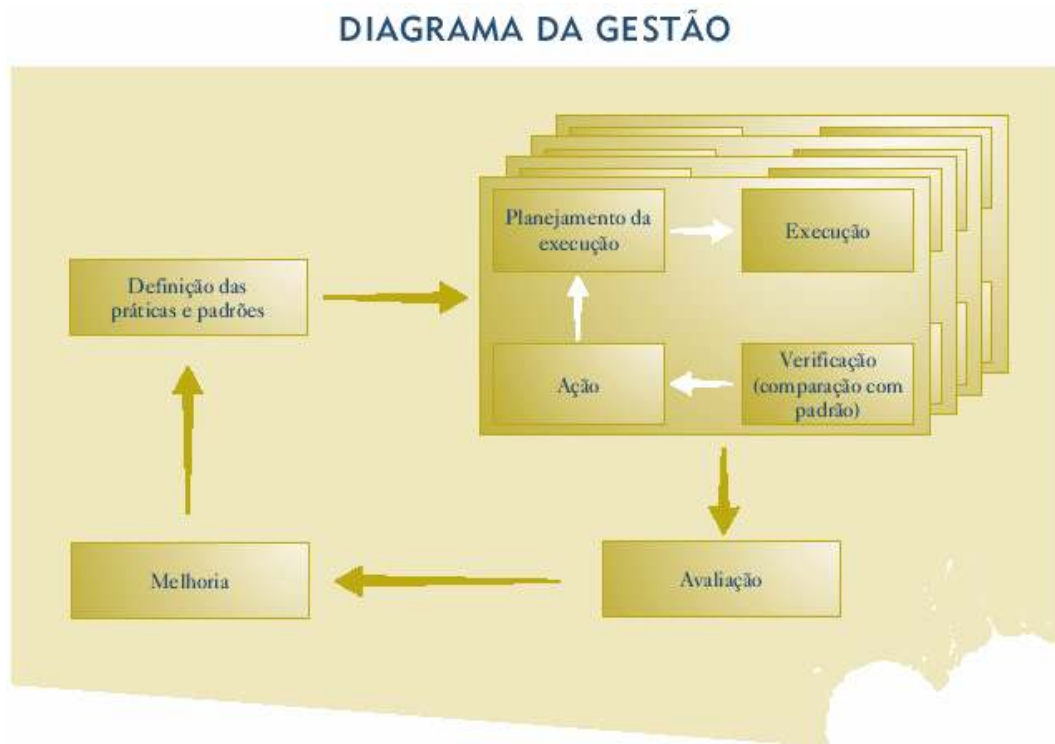 DIAGRAMA DA GESTÃO
Planejamento da
execução
Execução
Definição das
práticas e padrões
Ação
Verificação
(comparação com
padrão)
Melhoria
Avaliação